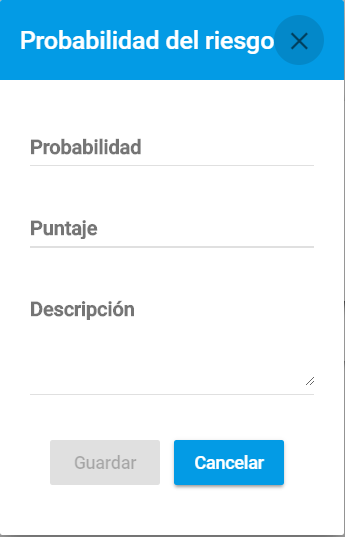 Probabilidad del riesgo
Probabilidad
Puntaje
Descripción
Guardar
Cancelar